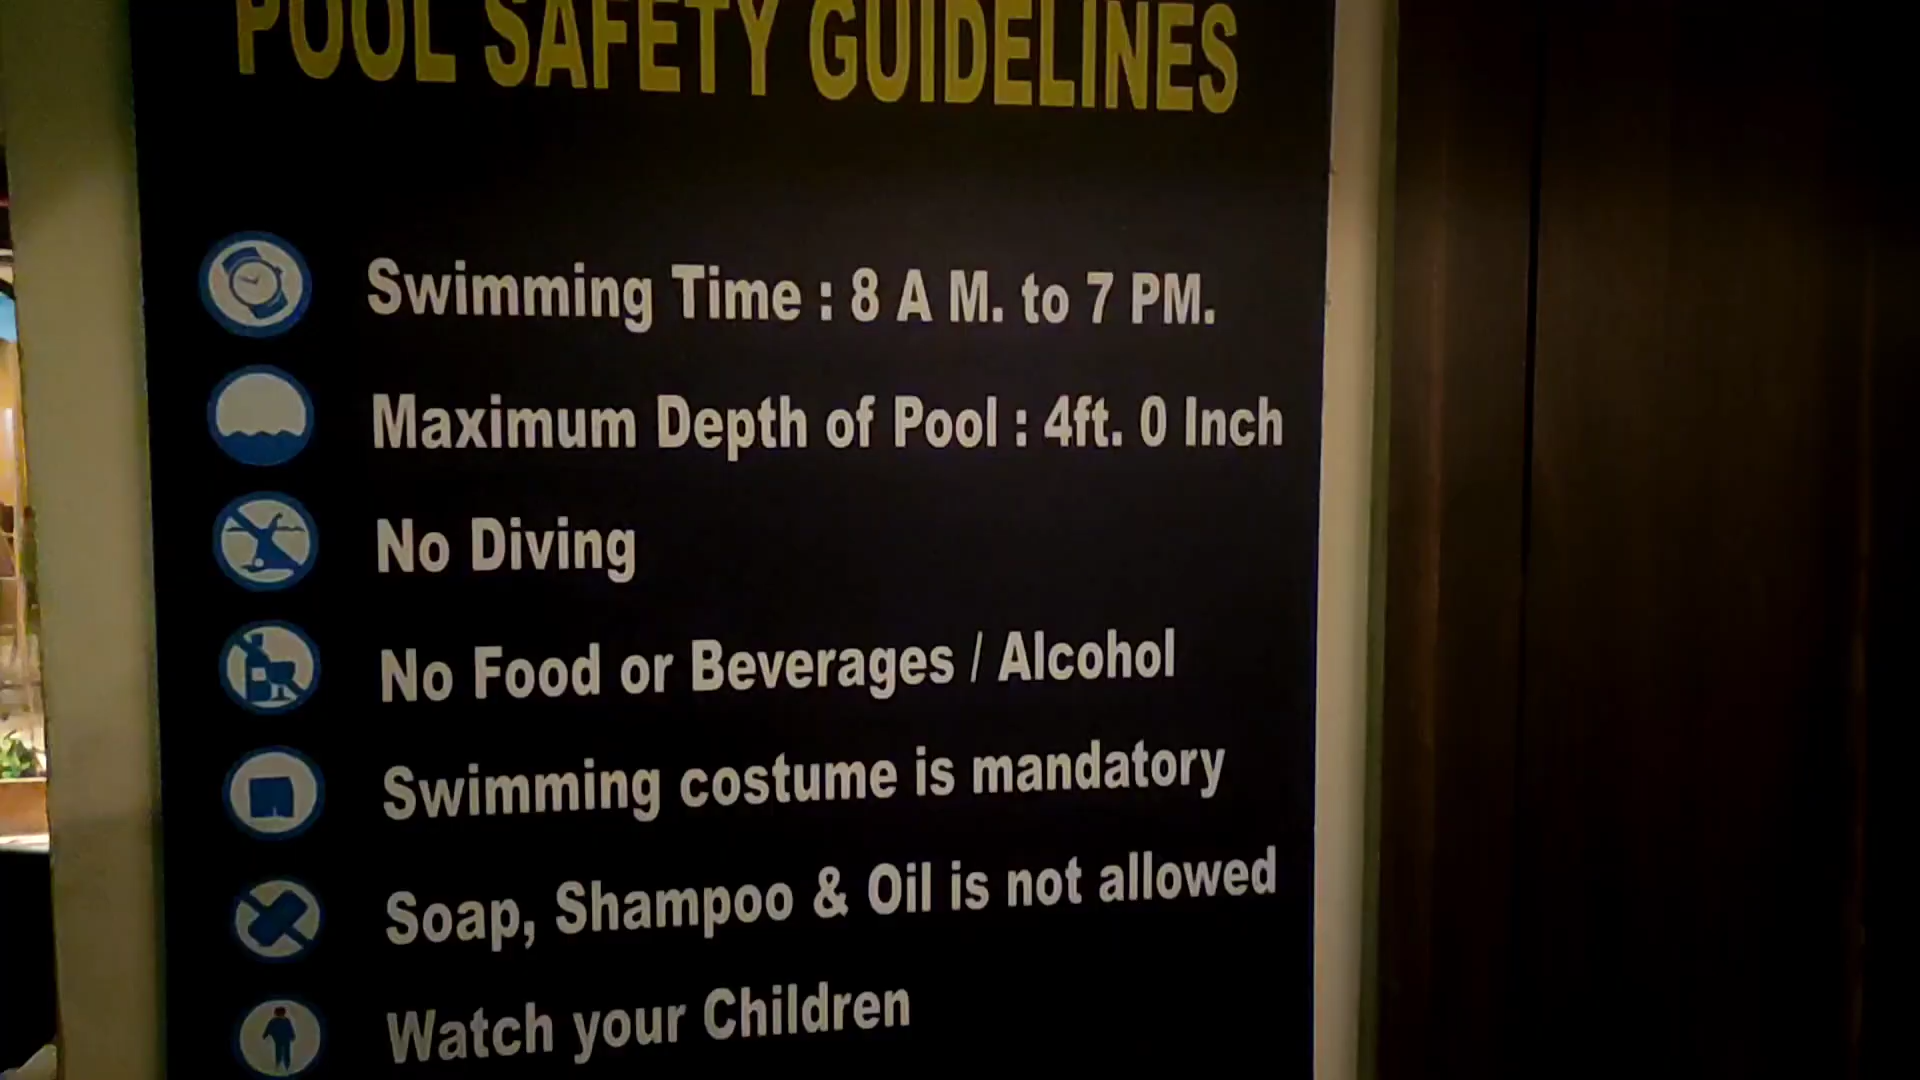 POOL SAFETY GUIDELINES
Swimming Time : 8 A M. to 7 PM.
Maximum Depth of Pool : 4ft. 0 Inch
No Diving
No Food or Beverages / Alcohol
Swimming costume is mandatory
Soap, Shampoo & Oil is not allowed
Watch your Children